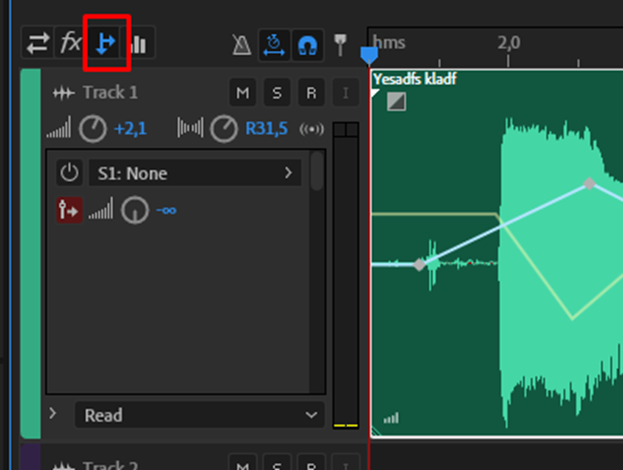 fx
hms 2,0
Yesadfs kladf
Track 1 M S R I
+2,1 R31,5
S1: None
-∞
Read
Track 2 M S R I